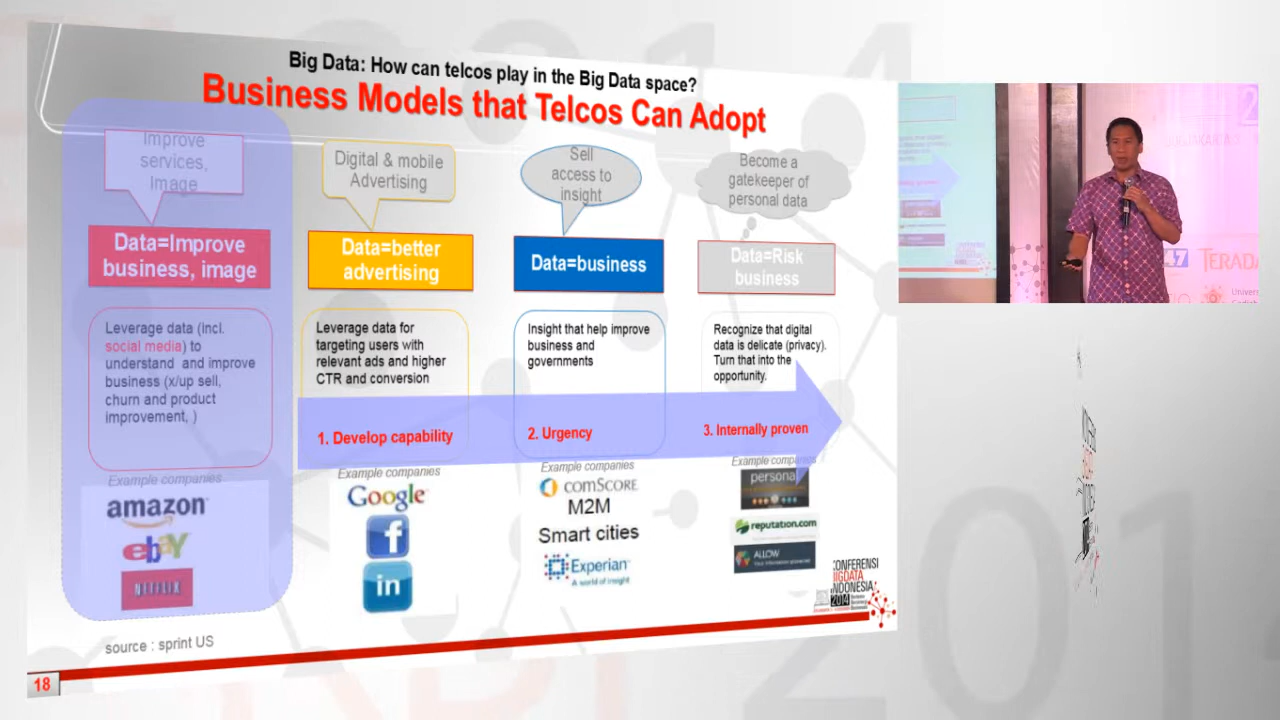 Big Data: How can telcos play in the Big Data space?
Business Models that Telcos Can Adopt
Improve
services,
Image
Digital & mobile
Advertising
Sell
access to
insight
Become a
gatekeeper of
personal data
Data=Improve
business, image
Data=better
advertising
Data=business
Data=Risk
business
Leverage data (incl.
social media) to
understand and improve
business (x/up sell,
churn and product
improvement, )
Leverage data for
targeting users with
relevant ads and higher
CTR and conversion
Insight that help improve
business and
governments
Recognize that digital
data is delicate (privacy).
Turn that into the
opportunity.
1. Develop capability
2. Urgency
3. Internally proven
Example companies
amazon
ebay
NETFLIX
Example companies
Google
f
in
Example companies
comSCORE
M2M
Smart cities
Experian
A world of insight
Example companies
personal
reputation.com
ALLOW
KONFERENSI
BIGDATA
INDONESIA
2014
source : sprint US
18
47
TERADA
Univers